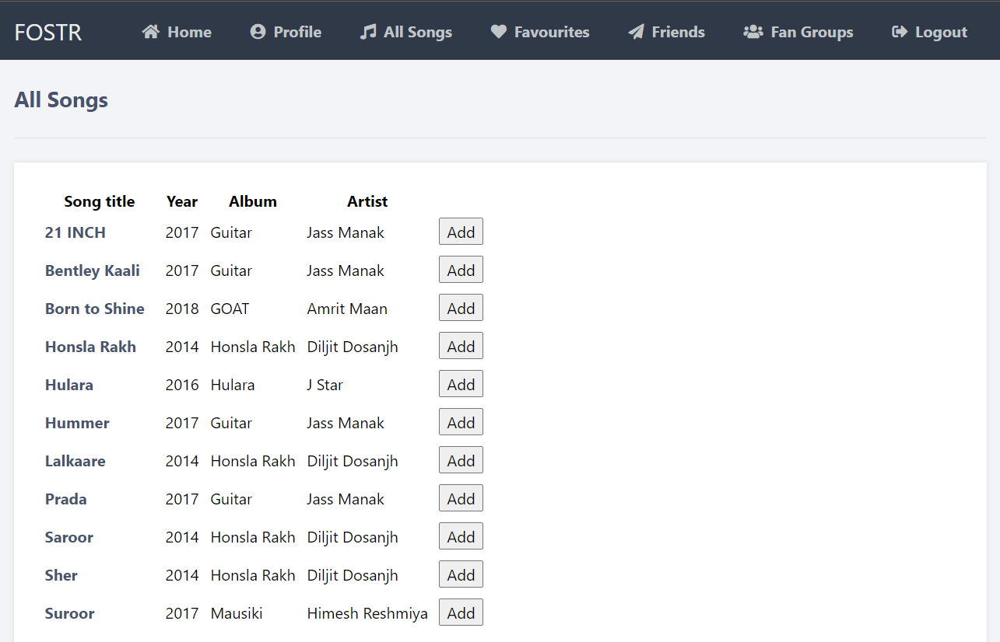 FOSTR Home Profile All Songs Favourites Friends Fan Groups Logout
All Songs
Song title Year Album Artist
21 INCH 2017 Guitar Jass Manak Add
Bentley Kaali 2017 Guitar Jass Manak Add
Born to Shine 2018 GOAT Amrit Maan Add
Honsla Rakh 2014 Honsla Rakh Diljit Dosanjh Add
Hulara 2016 Hulara J Star Add
Hummer 2017 Guitar Jass Manak Add
Lalkaare 2014 Honsla Rakh Diljit Dosanjh Add
Prada 2017 Guitar Jass Manak Add
Saroor 2014 Honsla Rakh Diljit Dosanjh Add
Sher 2014 Honsla Rakh Diljit Dosanjh Add
Suroor 2017 Mausiki Himesh Reshmiya Add